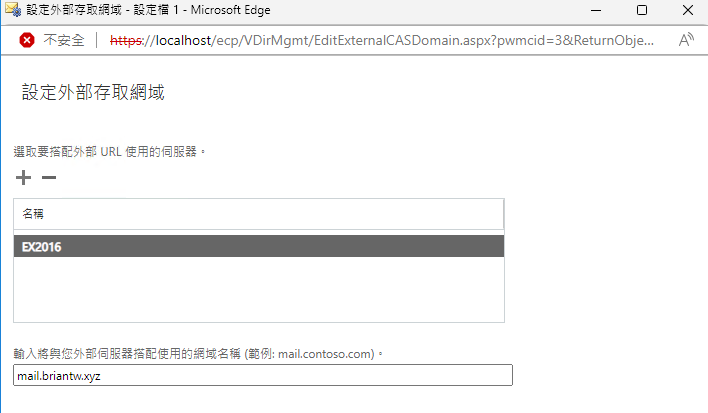 設定外部存取網域 - 設定檔 1 - Microsoft Edge
不安全 https://localhost/ecp/VDirMgmt/EditExternalCASDomain.aspx?pwmcid=3&ReturnObje...
設定外部存取網域
選取要搭配外部 URL 使用的伺服器。
名稱
EX2016
輸入將與您外部伺服器搭配使用的網域名稱 (範例: mail.contoso.com)。
mail.briantw.xyz